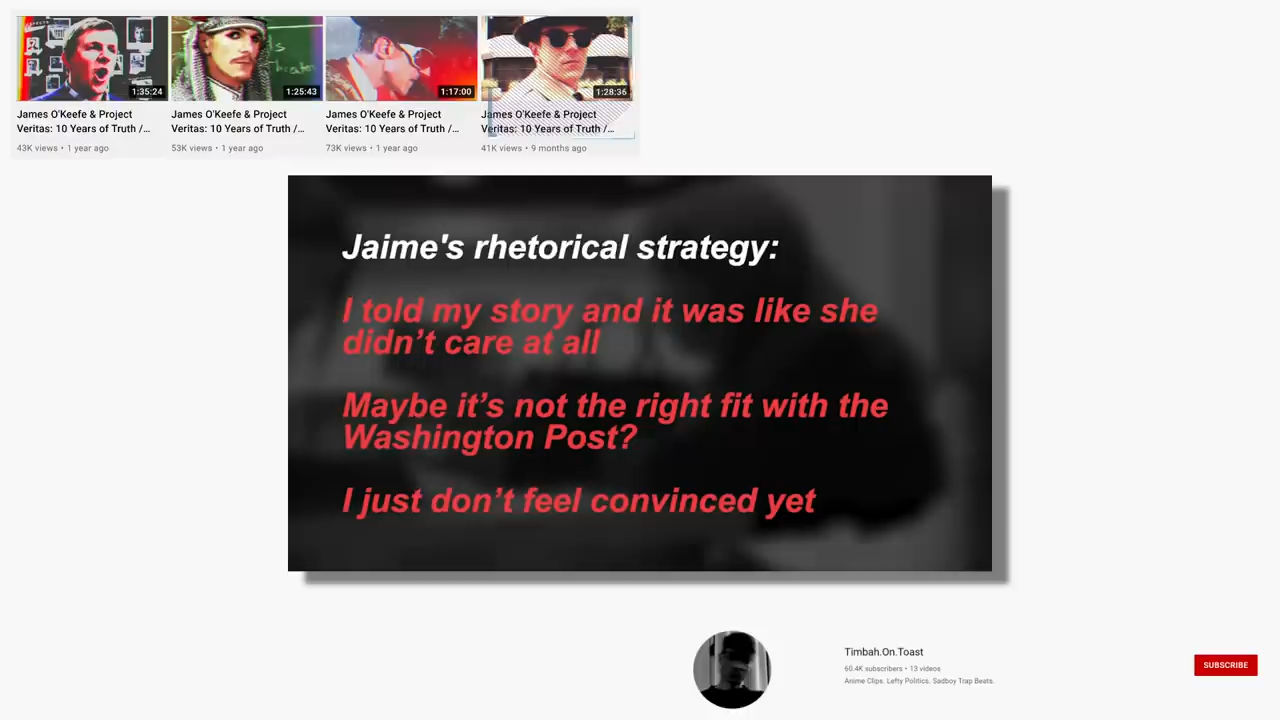 1:35:24
1:25:43
1:17:00
1:28:36
James O'Keefe & Project
Veritas: 10 Years of Truth /...
43K views • 1 year ago
James O'Keefe & Project
Veritas: 10 Years of Truth /...
53K views • 1 year ago
James O'Keefe & Project
Veritas: 10 Years of Truth /...
73K views • 1 year ago
James O'Keefe & Project
Veritas: 10 Years of Truth /...
41K views • 9 months ago
Jaime's rhetorical strategy:
I told my story and it was like she
didn’t care at all
Maybe it’s not the right fit with the
Washington Post?
I just don’t feel convinced yet
Timbah.On.Toast
60.4K subscribers • 13 videos
Anime Clips. Lefty Politics. Sadboy Trap Beats.
SUBSCRIBE